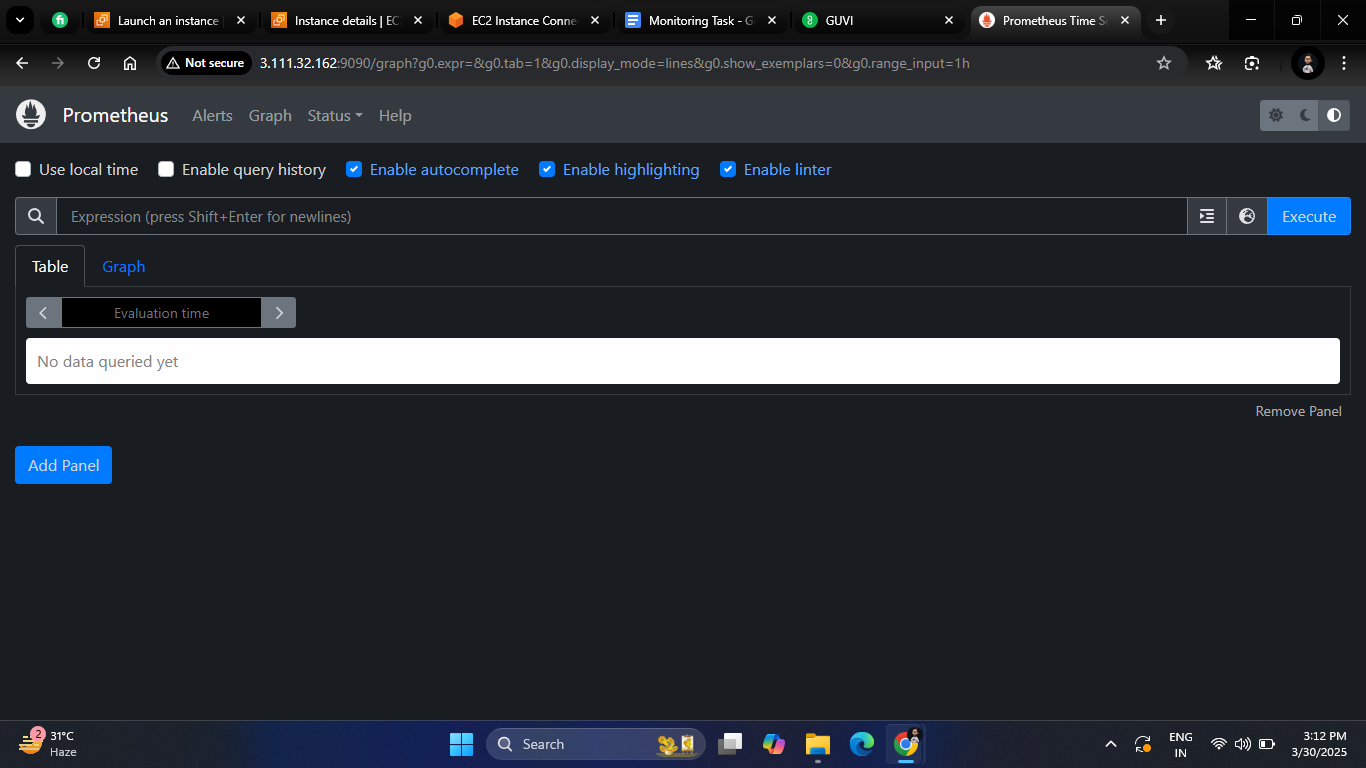 Launch an instance
Instance details | EC
EC2 Instance Conne
Monitoring Task - G
GUVI
Prometheus Time S
Not secure
3.111.32.162:9090/graph?g0.expr=&g0.tab=1&g0.display_mode=lines&g0.show_exemplars=0&g0.range_input=1h
Prometheus Alerts Graph Status Help
Use local time Enable query history Enable autocomplete Enable highlighting Enable linter
Expression (press Shift+Enter for newlines) Execute
Table Graph
Evaluation time
No data queried yet
Remove Panel
Add Panel
2
31°C
Haze
Search
ENG
IN
3:12 PM
3/30/2025